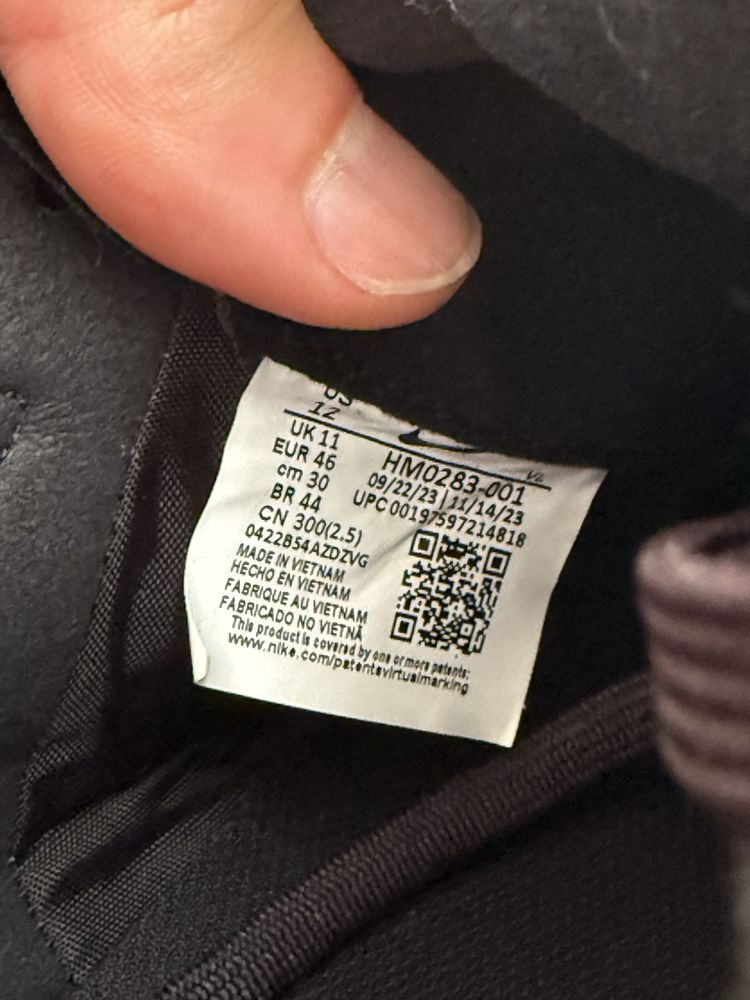 US
12
UK 11
EUR 46
cm 30
BR 44
CN 300(2.5)
0422B54AZDZVG
MADE IN VIETNAM
HECHO EN VIETNAM
FABRIQUE AU VIETNAM
FABRICADO NO VIETNÃ
This product is covered by one or more patents:
www.nike.com/patentsvirtualmarking
HM0283-001
09/22/23 | 11/14/23
UPC 00197597214818